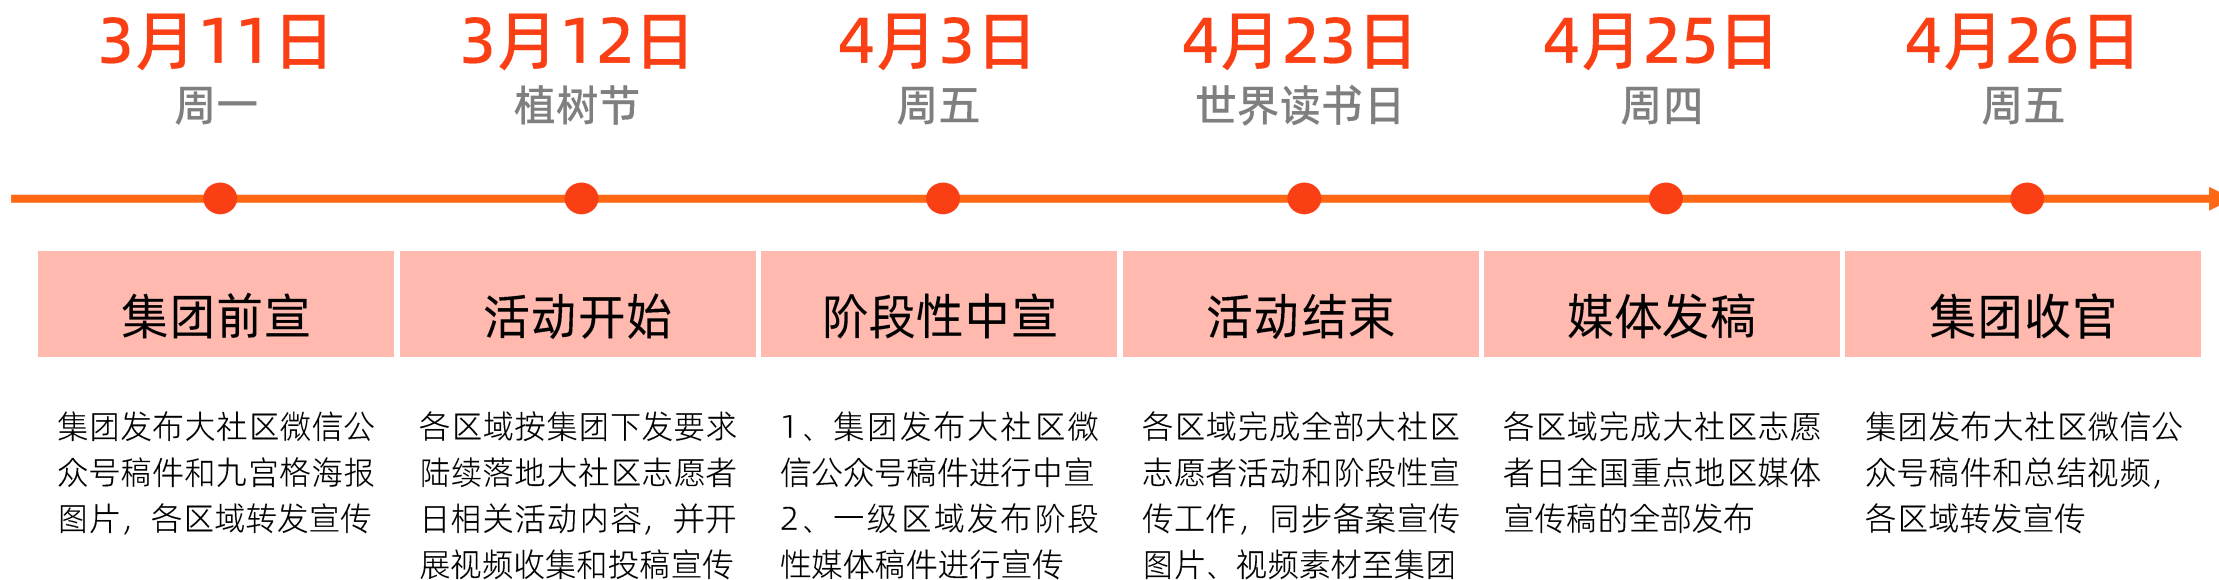 3月11日
周一
集团前宣
集团发布大社区微信公
众号稿件和九宫格海报
图片，各区域转发宣传
3月12日
植树节
活动开始
各区域按集团下发要求
陆续落地大社区志愿者
日相关活动内容，并开
展视频收集和投稿宣传
4月3日
周五
阶段性中宣
1、集团发布大社区微
信公众号稿件进行中宣
2、一级区域发布阶段
性媒体稿件进行宣传
4月23日
世界读书日
活动结束
各区域完成全部大社区
志愿者活动和阶段性宣
传工作，同步备案宣传
图片、视频素材至集团
4月25日
周四
媒体发稿
各区域完成大社区志愿
者日全国重点地区媒体
宣传稿的全部发布
4月26日
周五
集团收官
集团发布大社区微信公
众号稿件和总结视频，
各区域转发宣传